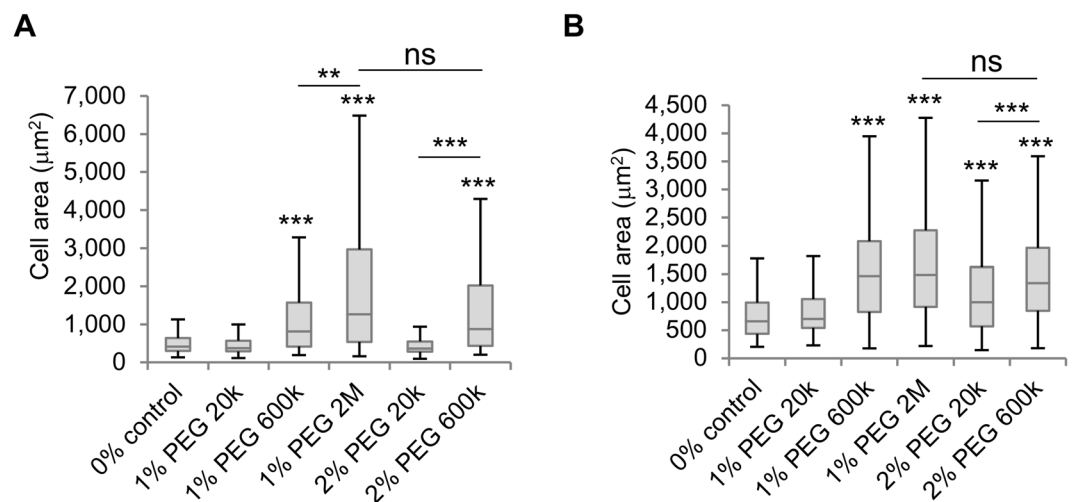 A
ns
**
***
***
***
***
7,000
6,000
5,000
4,000
3,000
2,000
1,000
0
Cell area (μm²)
0% control
1% PEG 20k
1% PEG 600k
1% PEG 2M
2% PEG 20k
2% PEG 600k
B
ns
***
***
***
***
***
4,500
4,000
3,500
3,000
2,500
2,000
1,500
1,000
500
0
Cell area (μm²)
0% control
1% PEG 20k
1% PEG 600k
1% PEG 2M
2% PEG 20k
2% PEG 600k